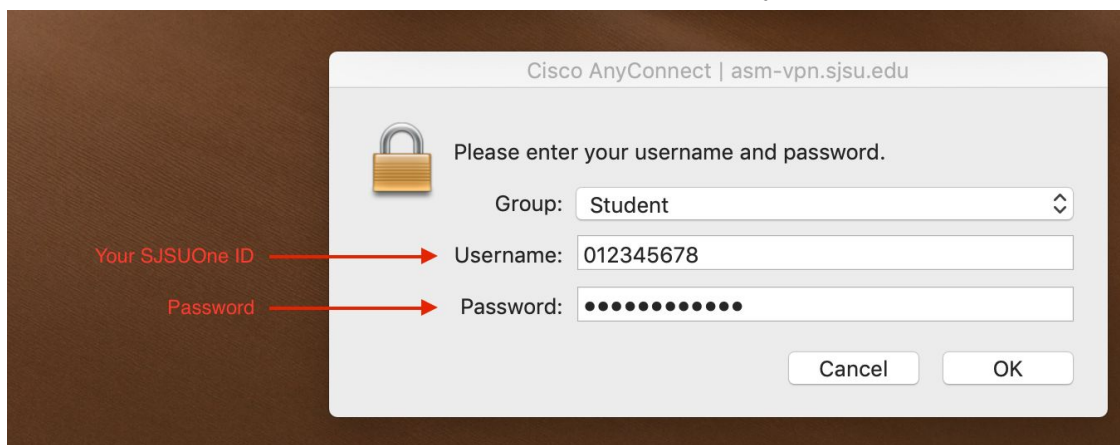 Cisco AnyConnect | asm-vpn.sjsu.edu
Please enter your username and password.
Group: Student
Your SJSUOne ID Username: 012345678
Password Password: ●●●●●●●●●●●●
Cancel OK